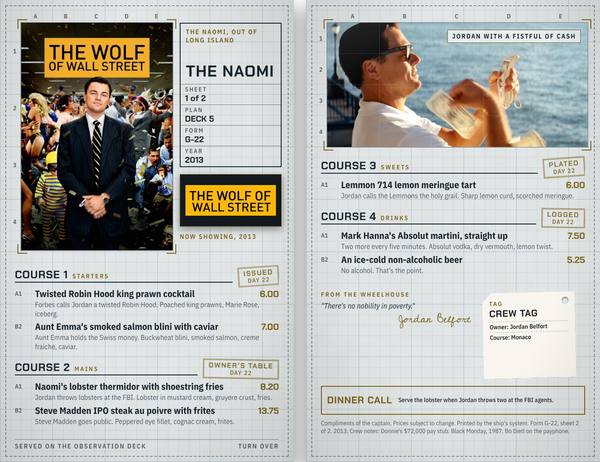 A B C D E
1
2
3
4
THE WOLF
OF WALL STREET
THE NAOMI, OUT OF
LONG ISLAND
THE NAOMI
SHEET
1 of 2
PLAN
DECK 5
FORM
G-22
YEAR
2013
THE WOLF OF
WALL STREET
NOW SHOWING, 2013
COURSE 1 STARTERS
ISSUED
DAY 22
A1 Twisted Robin Hood king prawn cocktail 6.00
Forbes calls Jordan a twisted Robin Hood. Poached king prawns, Marie Rose,
iceberg.
B2 Aunt Emma's smoked salmon blini with caviar 7.00
Aunt Emma holds the Swiss money. Buckwheat blini, smoked salmon, creme
fraiche, caviar.
COURSE 2 MAINS
OWNER'S TABLE
DAY 22
A1 Naomi's lobster thermidor with shoestring fries 8.20
Jordan throws lobsters at the FBI. Lobster in mustard cream, gruyere crust, fries.
B2 Steve Madden IPO steak au poivre with frites 13.75
Steve Madden goes public. Peppered eye fillet, cognac cream, frites.
SERVED ON THE OBSERVATION DECK TURN OVER
A B C D E
1
2
3
4
JORDAN WITH A FISTFUL OF CASH
COURSE 3 SWEETS
PLATED
DAY 22
A1 Lemmon 714 lemon meringue tart 6.00
Jordan calls the Lemmons the holy grail. Sharp lemon curd, scorched meringue.
COURSE 4 DRINKS
LOGGED
DAY 22
A1 Mark Hanna's Absolut martini, straight up 7.50
Two more every five minutes. Absolut vodka, dry vermouth, lemon twist.
B2 An ice-cold non-alcoholic beer 5.25
No alcohol. That's the point.
FROM THE WHEELHOUSE
"There's no nobility in poverty."
Jordan Belfort
TAG
CREW TAG
Owner: Jordan Belfort
Course: Monaco
DINNER CALL Serve the lobster when Jordan throws two at the FBI agents.
Compliments of the captain. Prices subject to change. Printed by the ship's system. Form G-22, sheet 2
of 2. 2013. Crew notes: Donnie's $72,000 pay stub. Black Monday, 1987. Bo Dietl on the payphone.